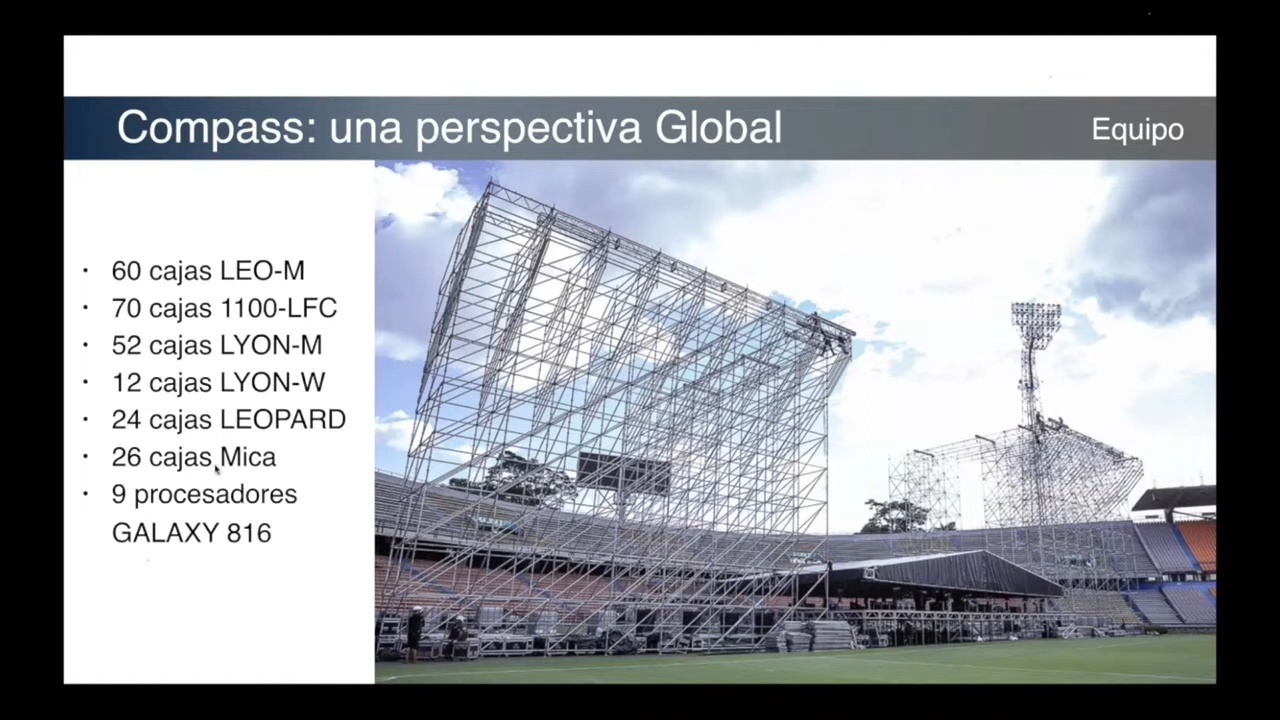 Compass: una perspectiva Global
Equipo
· 60 cajas LEO-M
· 70 cajas 1100-LFC
· 52 cajas LYON-M
· 12 cajas LYON-W
· 24 cajas LEOPARD
· 26 cajas Mica
· 9 procesadores
GALAXY 816